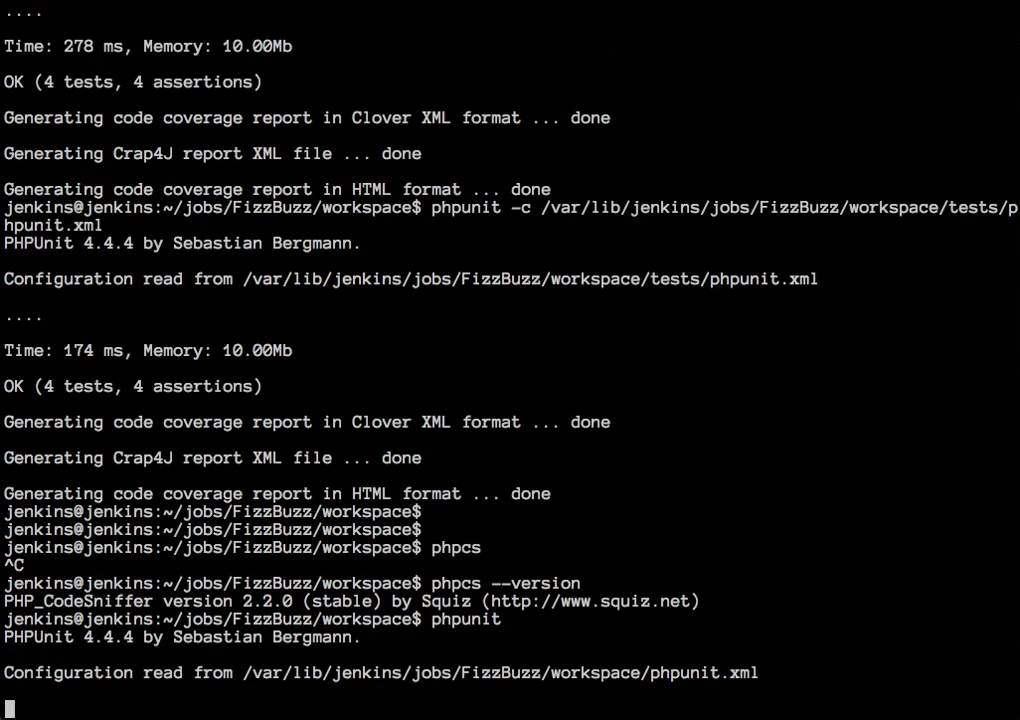 ....
Time: 278 ms, Memory: 10.00Mb
OK (4 tests, 4 assertions)
Generating code coverage report in Clover XML format ... done
Generating Crap4J report XML file ... done
Generating code coverage report in HTML format ... done
jenkins@jenkins:~/jobs/FizzBuzz/workspace$ phpunit -c /var/lib/jenkins/jobs/FizzBuzz/workspace/tests/p
hpunit.xml
PHPUnit 4.4.4 by Sebastian Bergmann.
Configuration read from /var/lib/jenkins/jobs/FizzBuzz/workspace/tests/phpunit.xml
....
Time: 174 ms, Memory: 10.00Mb
OK (4 tests, 4 assertions)
Generating code coverage report in Clover XML format ... done
Generating Crap4J report XML file ... done
Generating code coverage report in HTML format ... done
jenkins@jenkins:~/jobs/FizzBuzz/workspace$
jenkins@jenkins:~/jobs/FizzBuzz/workspace$
jenkins@jenkins:~/jobs/FizzBuzz/workspace$ phpcs
^C
jenkins@jenkins:~/jobs/FizzBuzz/workspace$ phpcs --version
PHP_CodeSniffer version 2.2.0 (stable) by Squiz (http://www.squiz.net)
jenkins@jenkins:~/jobs/FizzBuzz/workspace$ phpunit
PHPUnit 4.4.4 by Sebastian Bergmann.
Configuration read from /var/lib/jenkins/jobs/FizzBuzz/workspace/phpunit.xml